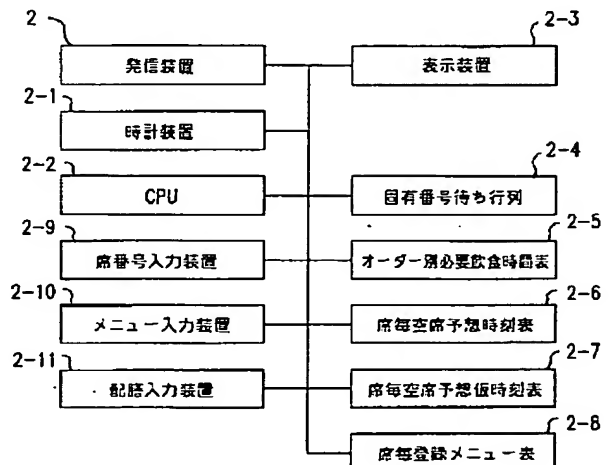 2
発信装置
2-3
表示装置
2-1
時計装置
2-2
CPU
2-4
固有番号待ち行列
2-9
席番号入力装置
2-5
オーダー別必要飲食時間表
2-10
メニュー入力装置
2-6
席毎空席予想時刻表
2-11
配膳入力装置
2-7
席毎空席予想仮時刻表
2-8
席毎登録メニュー表